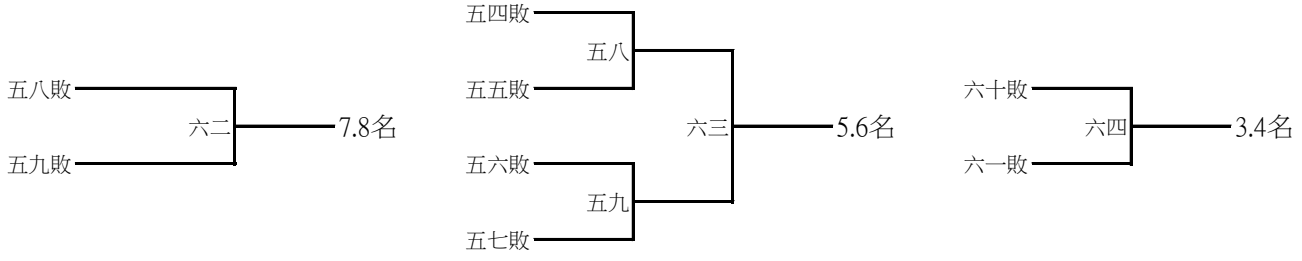 五八敗
六二
7.8名
五九敗
五四敗
五八
五五敗
六三
5.6名
五六敗
五九
五七敗
六十敗
六四
3.4名
六一敗